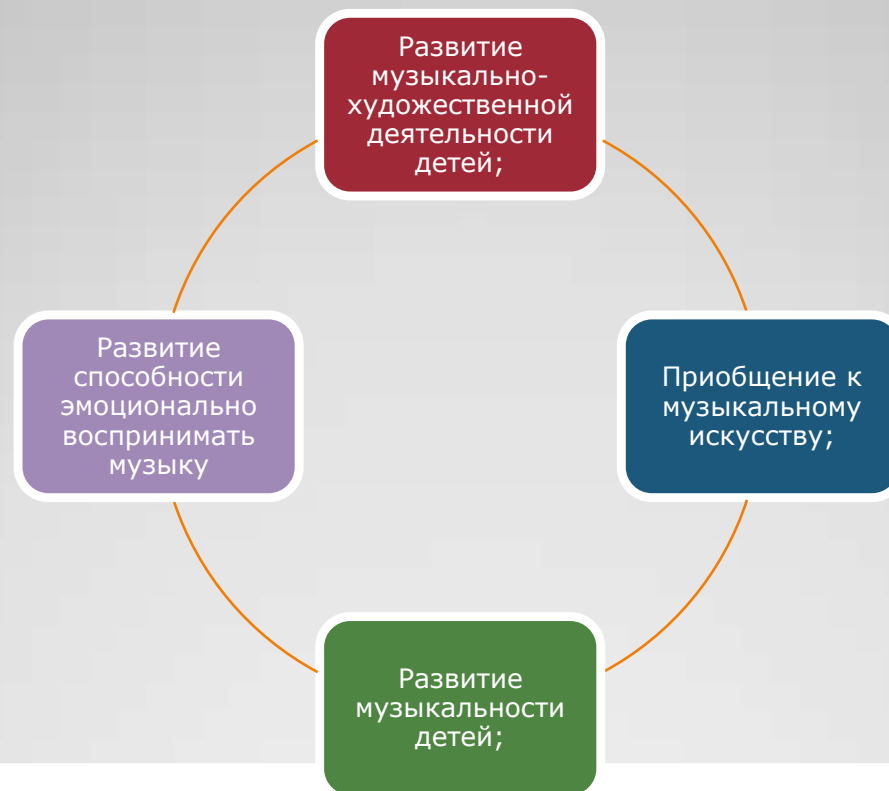 Развитие
музыкально-
художественной
деятельности
детей;
Приобщение к
музыкальному
искусству;
Развитие
музыкальности
детей;
Развитие
способности
эмоционально
воспринимать
музыку